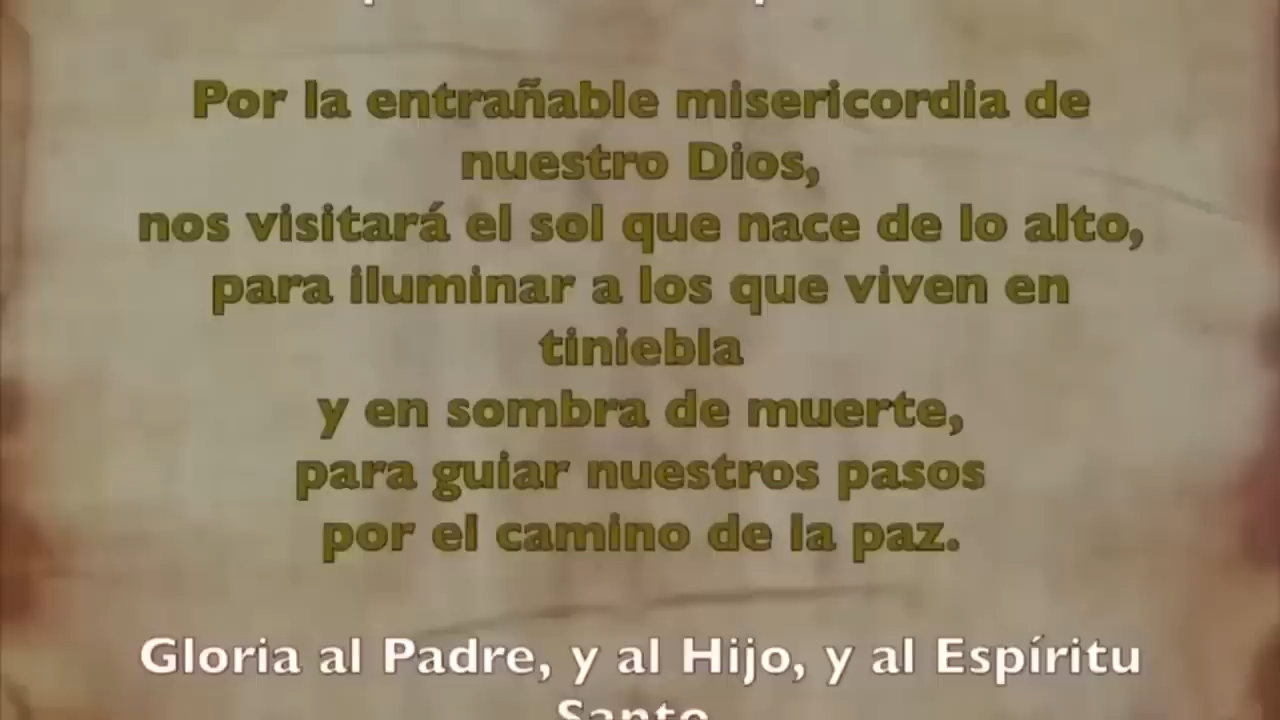 Por la entrañable misericordia de
nuestro Dios,
nos visitará el sol que nace de lo alto,
para iluminar a los que viven en
tiniebla
y en sombra de muerte,
para guiar nuestros pasos
por el camino de la paz.
Gloria al Padre, y al Hijo, y al Espíritu
Santo